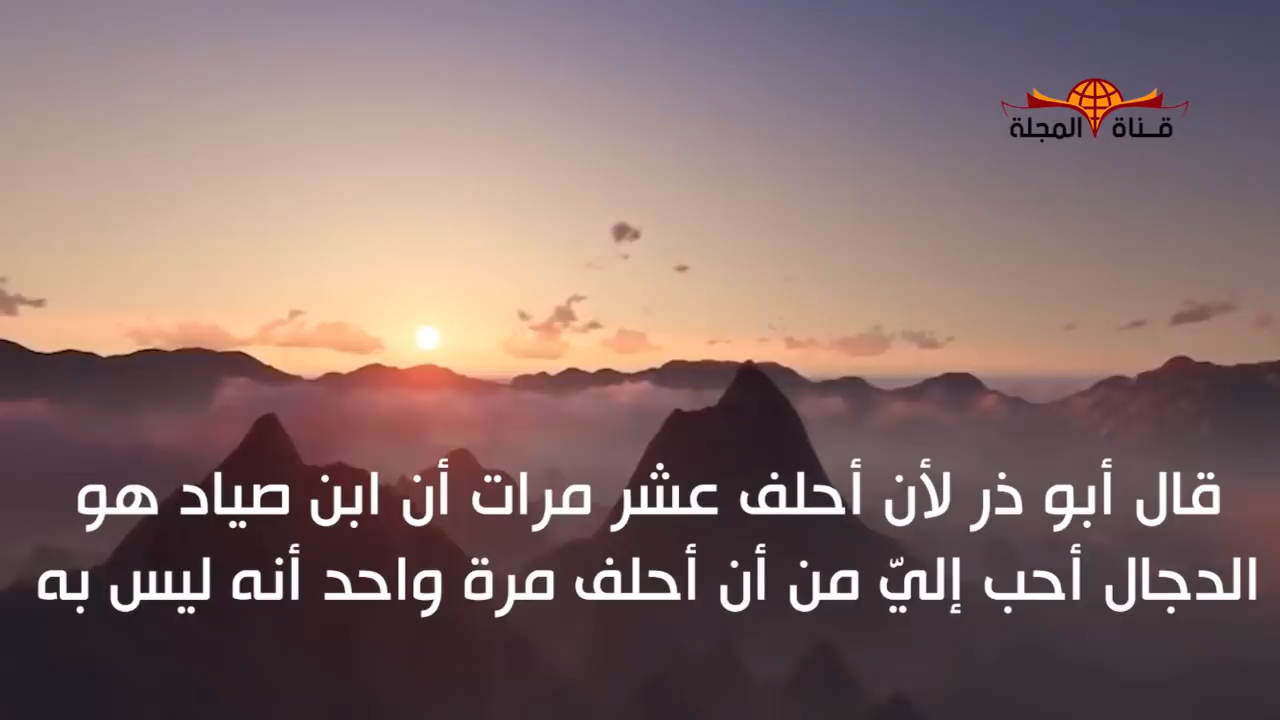 قناة المجلة
قال أبو ذر لأن أحلف عشر مرات أن ابن صياد هو
الدجال أحب إليّ من أن أحلف مرة واحد أنه ليس به